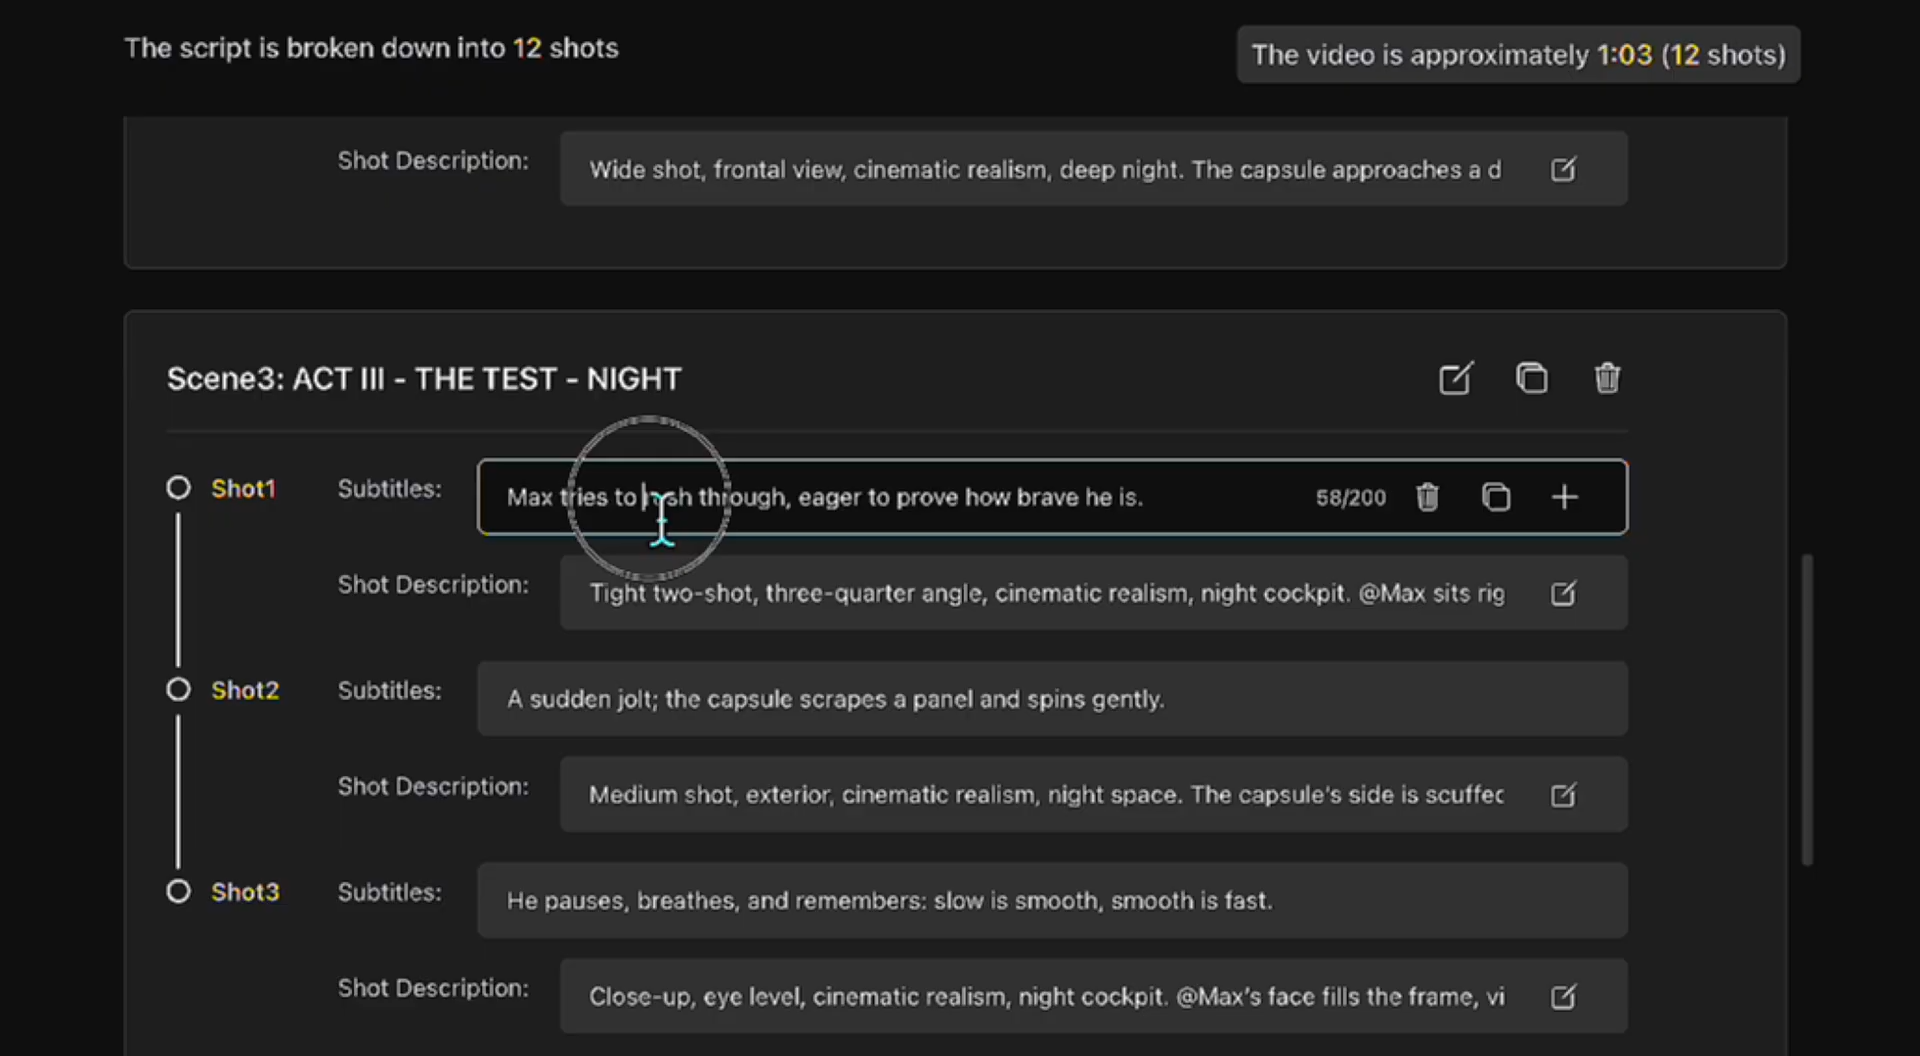 The script is broken down into 12 shots
The video is approximately 1:03 (12 shots)
Shot Description:
Wide shot, frontal view, cinematic realism, deep night. The capsule approaches a d
Scene3: ACT III - THE TEST - NIGHT
Shot1
Subtitles:
Max tries to rush through, eager to prove how brave he is.
58/200
Shot Description:
Tight two-shot, three-quarter angle, cinematic realism, night cockpit. @Max sits rig
Shot2
Subtitles:
A sudden jolt; the capsule scrapes a panel and spins gently.
Shot Description:
Medium shot, exterior, cinematic realism, night space. The capsule's side is scuffec
Shot3
Subtitles:
He pauses, breathes, and remembers: slow is smooth, smooth is fast.
Shot Description:
Close-up, eye level, cinematic realism, night cockpit. @Max's face fills the frame, vi